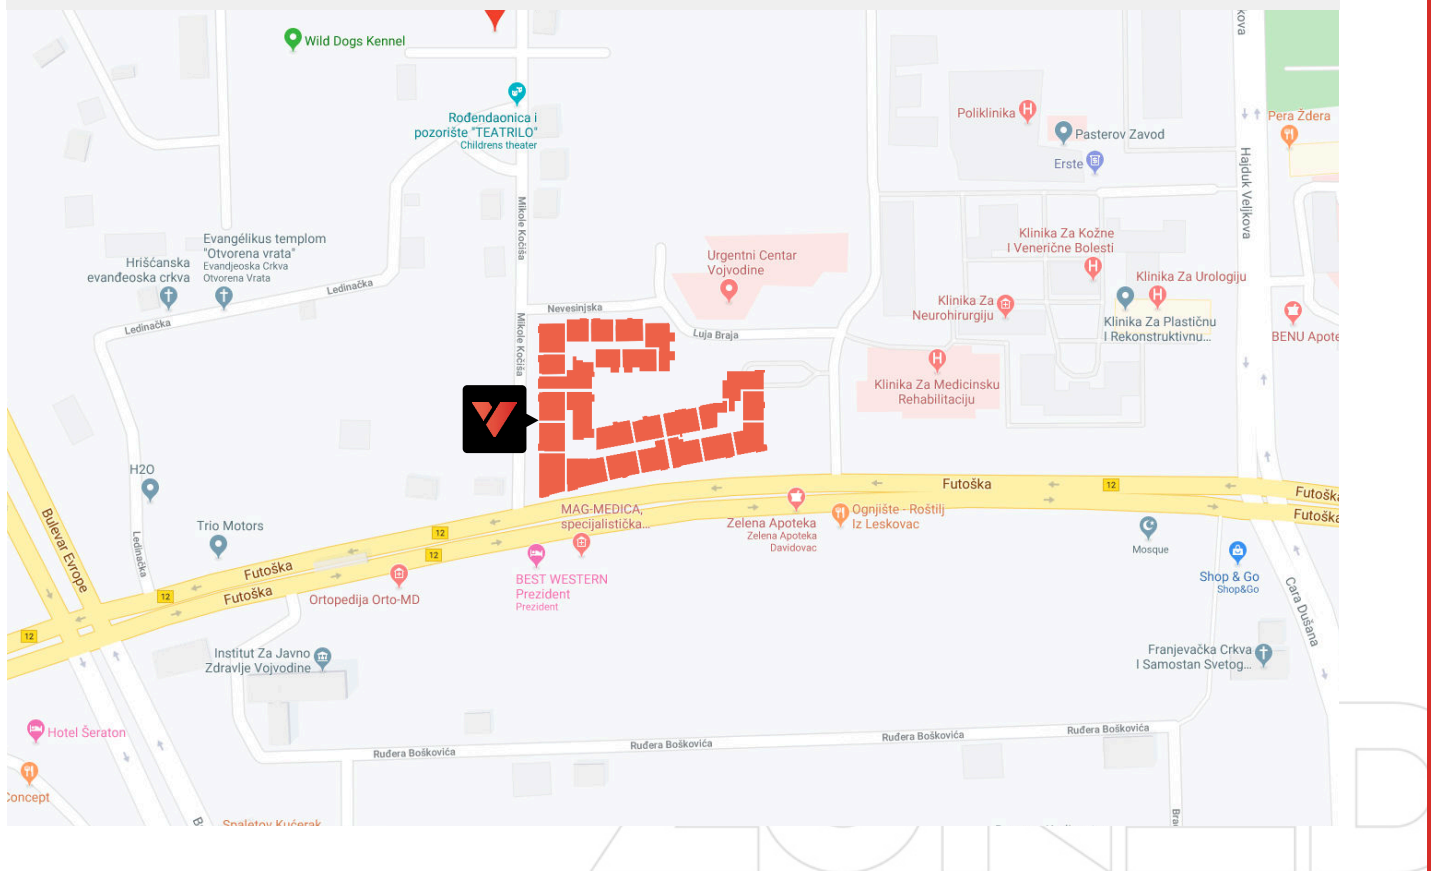 kova
Wild Dogs Kennel
Rođendaonica i
pozorište "TEATRILO"
Childrens theater
Poliklinika
Pasterov Zavod
Erste
Pera Ždera
Hajduk Veljkova
Mikole Kočiša
Evangélikus templom
"Otvorena vrata"
Evandjeoska Crkva
Otvorena Vrata
Hrišćanska
evanđeoska crkva
Ledinačka
Ledinačka
Urgentni Centar
Vojvodine
Klinika Za Kožne
I Venerične Bolesti
Klinika Za Urologiju
Klinika Za
Neurohirurgiju
Klinika Za Plastičnu
I Rekonstruktivnu...
BENU Apote
Nevesinjska
Luja Braja
Mikole Kočiša
Klinika Za Medicinsku
Rehabilitaciju
H2O
Trio Motors
Ledinačka
Bulevar Evrope
Futoška
12
Futoška
Futoška
MAG-MEDICA,
specijalistička...
Zelena Apoteka
Zelena Apoteka
Davidovac
Ognjište - Roštilj
Iz Leskovac
Mosque
Shop & Go
Shop&Go
Cara Dušana
12
12
BEST WESTERN
Prezident
Prezident
Ortopedija Orto-MD
Futoška
Futoška
12
12
Institut Za Javno
Zdravlje Vojvodine
Franjevačka Crkva
I Samostan Svetog...
Hotel Šeraton
Concept
Ruđera Boškovića
Ruđera Boškovića
Ruđera Boškovića
Ruđera Boškovića
Spaletov Kućerak
B
Bra